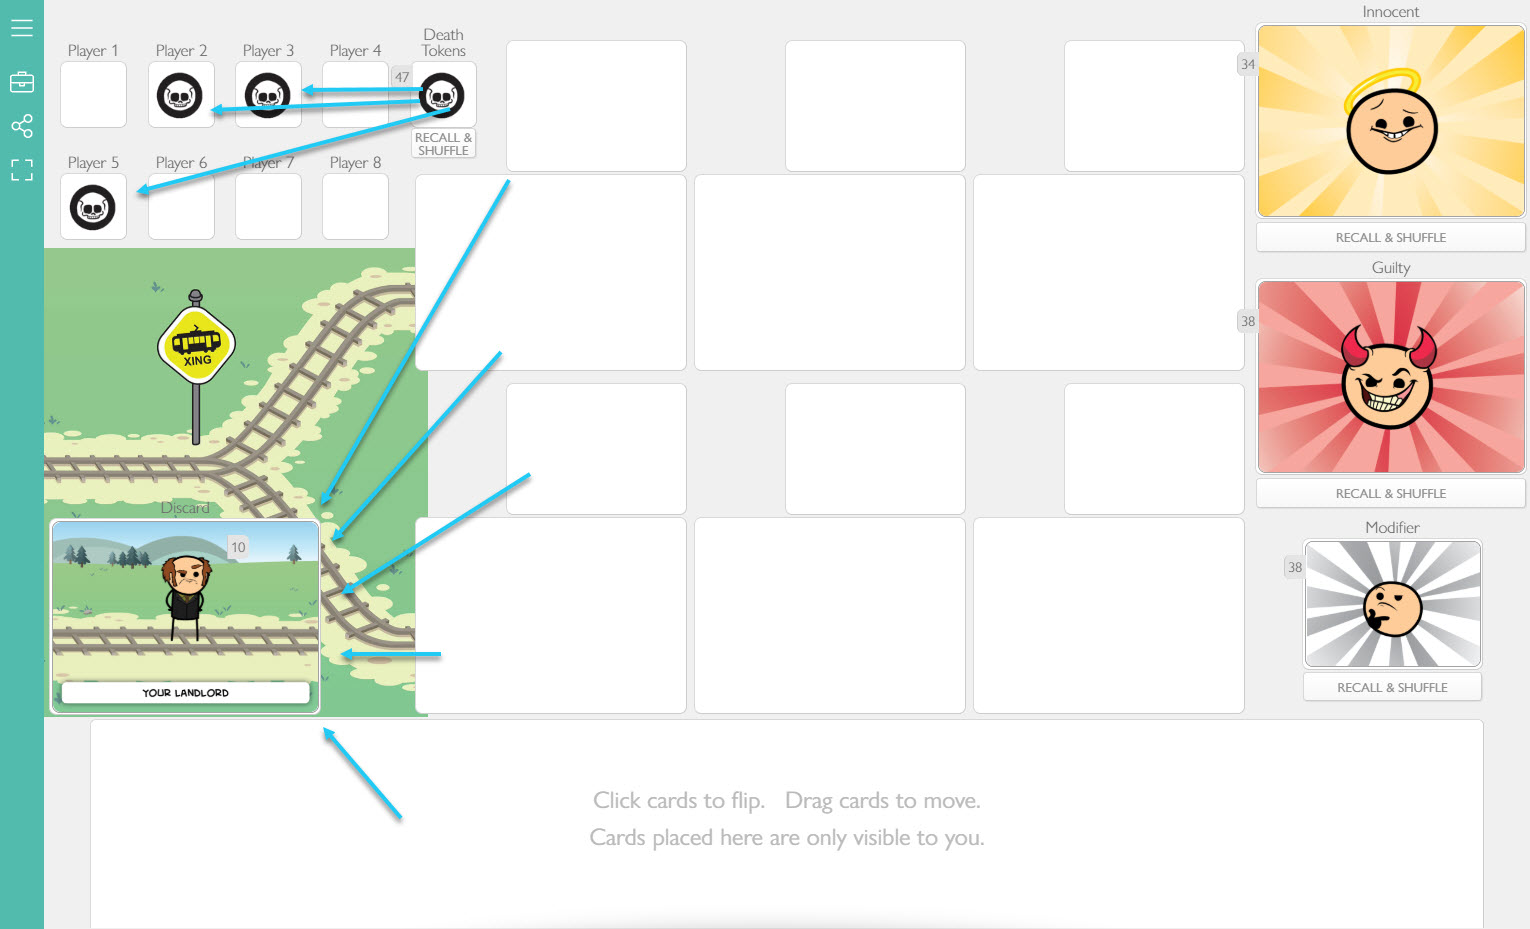 Innocent
Death
Tokens
Player 1
Player 2
Player 3
Player 4
47
34
RECALL &
SHUFFLE
Player 5
Player 6
Player 7
Player 8
RECALL & SHUFFLE
Guilty
38
XING
RECALL & SHUFFLE
Discard
Modifier
10
38
YOUR LANDLORD
RECALL & SHUFFLE
Click cards to flip. Drag cards to move.
Cards placed here are only visible to you.